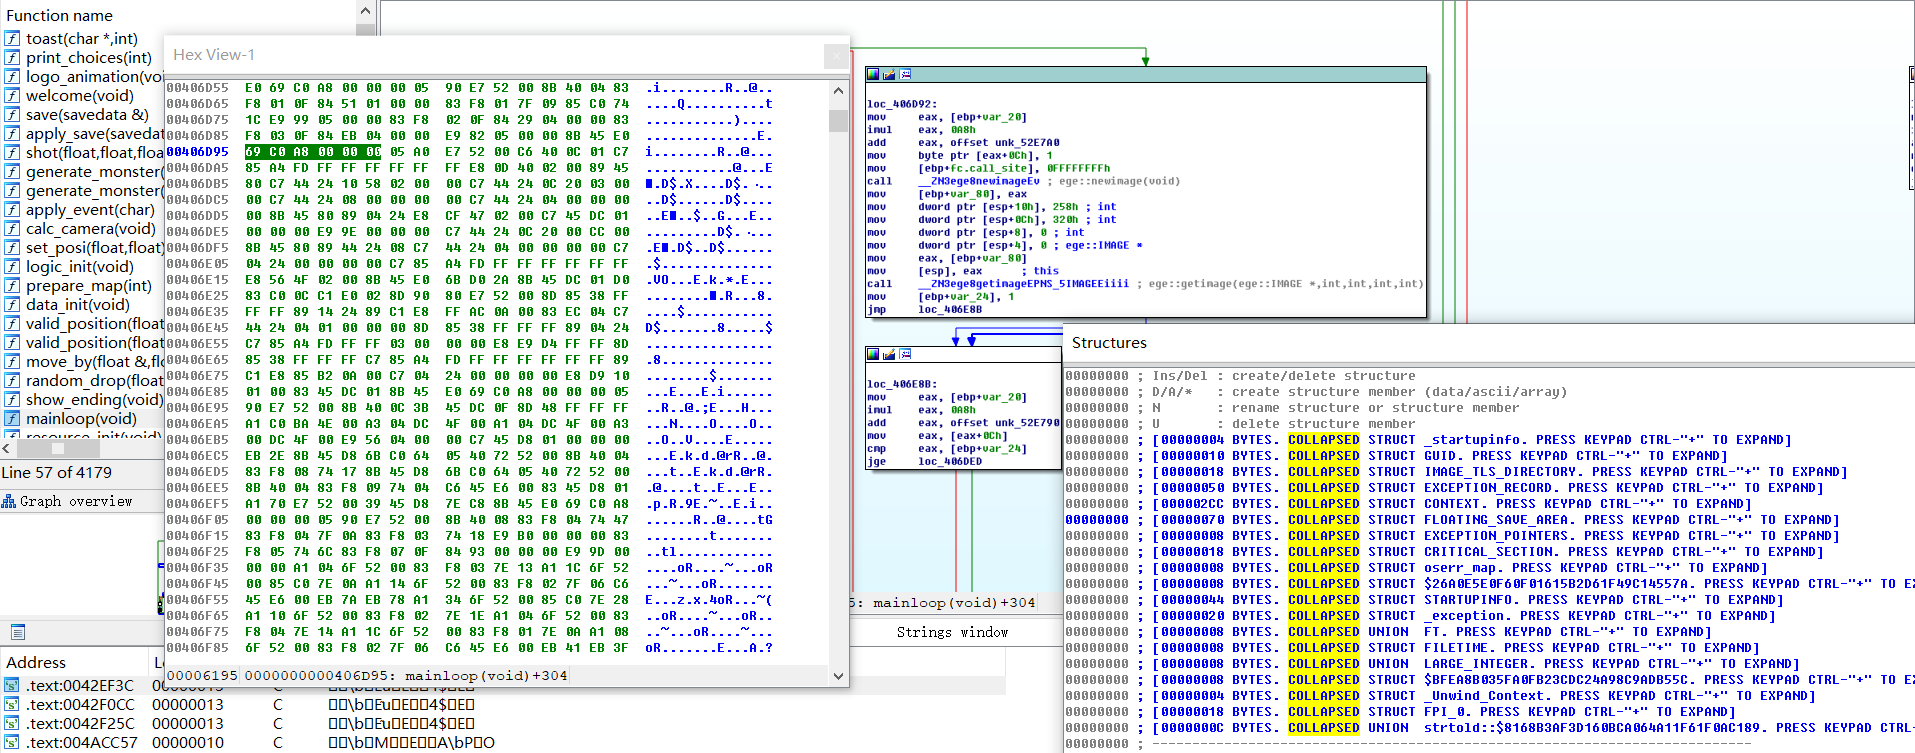 Function name
toast(char *,int)
print_choices(int)
logo_animation(voi
welcome(void)
save(savedata &)
apply_save(savedat
shot(float,float,floa
generate_monster(
generate_monster(
apply_event(char)
calc_camera(void)
set_posi(float,float)
logic_init(void)
prepare_map(int)
data_init(void)
valid_position(float
valid_position(float
move_by(float &,flo
random_drop(float
show_ending(void)
mainloop(void)
resource_init(void)
Line 57 of 4179
Graph overview
Hex View-1
00406D55 E0 69 C0 A8 00 00 00 05 90 E7 52 00 8B 40 04 83 .i.......R..@..
00406D65 F8 01 0F 84 51 01 00 00 83 F8 01 7F 09 85 C0 74
00406D75 1C E9 99 05 00 00 83 F8 02 0F 84 29 04 00 00 83
00406D85 F8 03 0F 84 EB 04 00 00 E9 82 05 00 00 8B 45 E0
00406D95 69 C0 A8 00 00 00 05 A0 E7 52 00 C6 40 0C 01 C7
00406DA5 85 A4 FD FF FF FF FF FF FF E8 0D 40 02 00 89 45
00406DB5 80 C7 44 24 10 58 02 00 00 C7 44 24 0C 20 03 00
00406DC5 00 C7 44 24 08 00 00 00 00 C7 44 24 04 00 00 00
00406DD5 00 8B 45 80 89 04 24 E8 CF 47 02 00 C7 45 DC 01
00406DE5 00 00 00 E9 9E 00 00 00 C7 44 24 0C 20 00 CC 00
00406DF5 8B 45 80 89 44 24 08 C7 44 24 04 00 00 00 00 C7
00406E05 04 24 00 00 00 00 C7 85 A4 FD FF FF FF FF FF FF
00406E15 E8 56 4F 02 00 8B 45 E0 6B D0 2A 8B 45 DC 01 D0
00406E25 83 C0 0C C1 E0 02 8D 90 80 E7 52 00 8D 85 38 FF
00406E35 FF FF 89 14 24 89 C1 E8 FF AC 0A 00 83 EC 04 C7
00406E45 44 24 04 01 00 00 00 8D 85 38 FF FF FF 89 04 24
00406E55 C7 85 A4 FD FF FF 03 00 00 00 E8 E9 D4 FF FF 8D
00406E65 85 38 FF FF FF C7 85 A4 FD FF FF FF FF FF FF 89
00406E75 C1 E8 85 B2 0A 00 C7 04 24 00 00 00 00 E8 D9 10
00406E85 01 00 83 45 DC 01 8B 45 E0 69 C0 A8 00 00 00 05
00406E95 90 E7 52 00 8B 40 0C 3B 45 DC 0F 8D 48 FF FF FF
00406EA5 A1 C0 BA 4E 00 A3 04 DC 4F 00 A1 04 DC 4F 00 A3
00406EB5 00 DC 4F 00 E9 56 04 00 00 C7 45 D8 01 00 00 00
00406EC5 EB 2E 8B 45 D8 6B C0 64 05 40 72 52 00 8B 40 04
00406ED5 83 F8 08 74 17 8B 45 D8 6B C0 64 05 40 72 52 00
00406EE5 8B 40 04 83 F8 09 74 04 C6 45 E6 00 83 45 D8 01
00406EF5 A1 70 E7 52 00 39 45 D8 7E C8 8B 45 E0 69 C0 A8
00406F05 00 00 00 05 90 E7 52 00 8B 40 08 83 F8 04 74 47
00406F15 83 F8 04 7F 0A 83 F8 03 74 18 E9 B0 00 00 00 83
00406F25 F8 05 74 6C 83 F8 07 0F 84 93 00 00 00 E9 9D 00
00406F35 00 00 A1 04 6F 52 00 83 F8 03 7E 13 A1 1C 6F 52
00406F45 00 85 C0 7E 0A A1 14 6F 52 00 83 F8 02 7F 06 C6
00406F55 45 E6 00 EB 7A EB 78 A1 34 6F 52 00 85 C0 7E 28
00406F65 A1 10 6F 52 00 83 F8 02 7E 1E A1 04 6F 52 00 83
00406F75 F8 04 7E 14 A1 1C 6F 52 00 83 F8 01 7E 0A A1 08
00406F85 6F 52 00 83 F8 02 7F 06 C6 45 E6 00 EB 41 EB 3F
00006195 0000000000406D95: mainloop(void)+304
loc_406D92:
mov eax, [ebp+var_20]
imul eax, 0A8h
add eax, offset unk_52E7A0
mov byte ptr [eax+0Ch], 1
mov [ebp+fc.call_site], 0FFFFFFFFh
call __ZN3ege8newimageEv ; ege::newimage(void)
mov [ebp+var_80], eax
mov dword ptr [esp+10h], 258h ; int
mov dword ptr [esp+0Ch], 320h ; int
mov dword ptr [esp+8], 0 ; int
mov dword ptr [esp+4], 0 ; ege::IMAGE *
mov eax, [ebp+var_80]
mov [esp], eax ; this
call __ZN3ege8getimageEPNS_5IMAGEEiiii ; ege::getimage(ege::IMAGE *,int,int,int,int)
mov [ebp+var_24], 1
jmp loc_406E8B
loc_406E8B:
mov eax, [ebp+var_20]
imul eax, 0A8h
add eax, offset unk_52E790
mov eax, [eax+0Ch]
cmp eax, [ebp+var_24]
jge loc_406DED
5: mainloop(void)+304
Strings window
Structures
00000000 ; Ins/Del : create/delete structure
00000000 ; D/A/* : create structure member (data/ascii/array)
00000000 ; N : rename structure or structure member
00000000 ; U : delete structure member
00000000 ; [00000004 BYTES. COLLAPSED STRUCT _startupinfo. PRESS KEYPAD CTRL-"+" TO EXPAND]
00000000 ; [00000010 BYTES. COLLAPSED STRUCT GUID. PRESS KEYPAD CTRL-"+" TO EXPAND]
00000000 ; [00000018 BYTES. COLLAPSED STRUCT IMAGE_TLS_DIRECTORY. PRESS KEYPAD CTRL-"+" TO EXPAND]
00000000 ; [00000050 BYTES. COLLAPSED STRUCT EXCEPTION_RECORD. PRESS KEYPAD CTRL-"+" TO EXPAND]
00000000 ; [000002CC BYTES. COLLAPSED STRUCT CONTEXT. PRESS KEYPAD CTRL-"+" TO EXPAND]
00000000 ; [00000070 BYTES. COLLAPSED STRUCT FLOATING_SAVE_AREA. PRESS KEYPAD CTRL-"+" TO EXPAND]
00000000 ; [00000008 BYTES. COLLAPSED STRUCT EXCEPTION_POINTERS. PRESS KEYPAD CTRL-"+" TO EXPAND]
00000000 ; [00000018 BYTES. COLLAPSED STRUCT CRITICAL_SECTION. PRESS KEYPAD CTRL-"+" TO EXPAND]
00000000 ; [00000008 BYTES. COLLAPSED STRUCT oserr_map. PRESS KEYPAD CTRL-"+" TO EXPAND]
00000000 ; [00000008 BYTES. COLLAPSED STRUCT $26A0E5E0F60F01615B2D61F49C14557A. PRESS KEYPAD CTRL-"+" TO EX
00000000 ; [00000044 BYTES. COLLAPSED STRUCT STARTUPINFO. PRESS KEYPAD CTRL-"+" TO EXPAND]
00000000 ; [00000020 BYTES. COLLAPSED STRUCT _exception. PRESS KEYPAD CTRL-"+" TO EXPAND]
00000000 ; [00000008 BYTES. COLLAPSED UNION FT. PRESS KEYPAD CTRL-"+" TO EXPAND]
00000000 ; [00000008 BYTES. COLLAPSED STRUCT FILETIME. PRESS KEYPAD CTRL-"+" TO EXPAND]
00000000 ; [00000008 BYTES. COLLAPSED UNION LARGE_INTEGER. PRESS KEYPAD CTRL-"+" TO EXPAND]
00000000 ; [00000008 BYTES. COLLAPSED STRUCT $BFEA8B035FA0FB23CDC24A98C9ADB55C. PRESS KEYPAD CTRL-"+" TO EX
00000000 ; [00000004 BYTES. COLLAPSED STRUCT _Unwind_Context. PRESS KEYPAD CTRL-"+" TO EXPAND]
00000000 ; [00000018 BYTES. COLLAPSED STRUCT FPI_0. PRESS KEYPAD CTRL-"+" TO EXPAND]
00000000 ; [0000000C BYTES. COLLAPSED UNION strtold::$8168B3AF3D160BCA064A11F61F0AC189. PRESS KEYPAD CTRL-
00000000 ;
Address
.text:0042EF3C 00000013 C
.text:0042F0CC 00000013 C
.text:0042F25C 00000013 C
.text:004ACC57 00000010 C